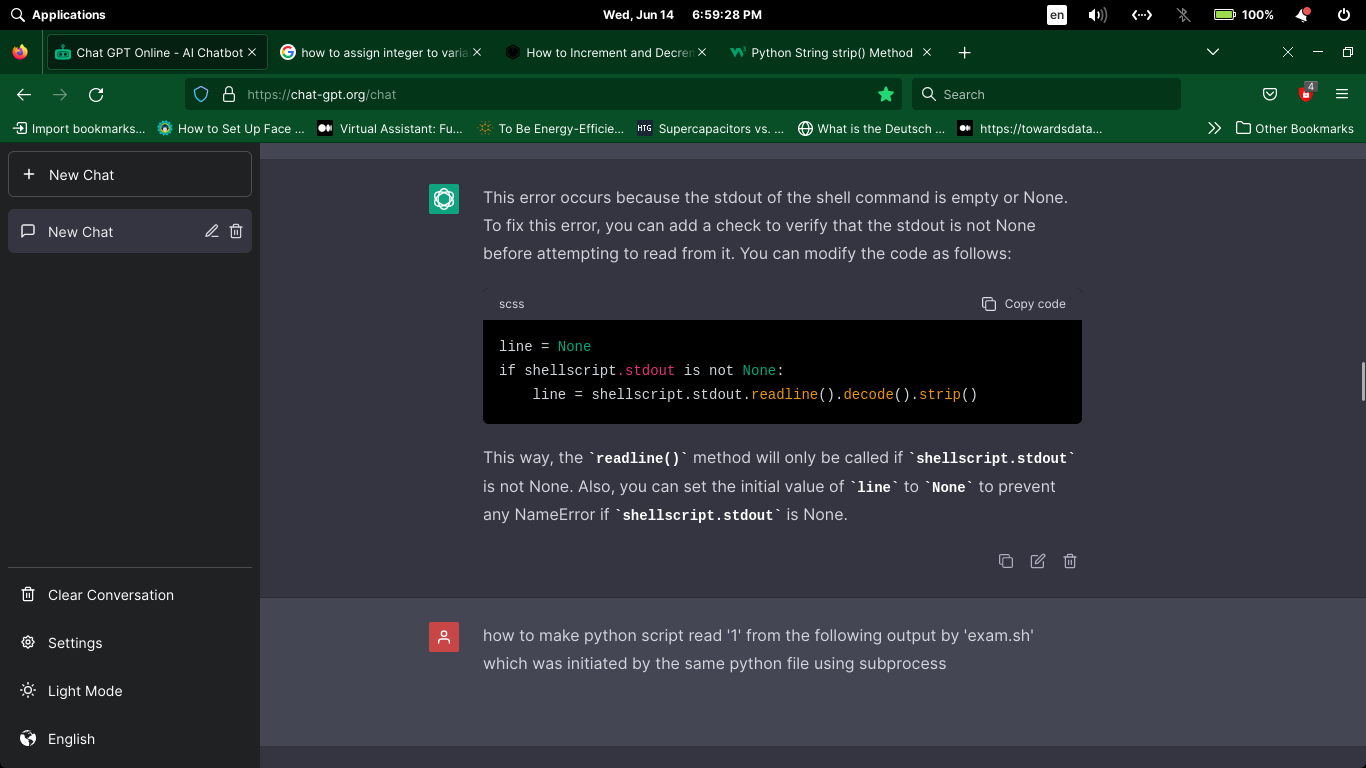 Applications
Wed, Jun 14 6:59:28 PM
en
100%
Chat GPT Online - AI Chatbot
how to assign integer to varia
How to Increment and Decre
Python String strip() Method
https://chat-gpt.org/chat
Search
4
Import bookmarks...
How to Set Up Face ...
Virtual Assistant: Fu...
To Be Energy-Efficie...
HTG
Supercapacitors vs. ...
What is the Deutsch ...
https://towardsdata...
Other Bookmarks
+ New Chat
New Chat
This error occurs because the stdout of the shell command is empty or None.
To fix this error, you can add a check to verify that the stdout is not None
before attempting to read from it. You can modify the code as follows:
scss
Copy code
line = None
if shellscript.stdout is not None:
    line = shellscript.stdout.readline().decode().strip()
This way, the `readline()` method will only be called if `shellscript.stdout`
is not None. Also, you can set the initial value of `line` to `None` to prevent
any NameError if `shellscript.stdout` is None.
how to make python script read '1' from the following output by 'exam.sh'
which was initiated by the same python file using subprocess
Clear Conversation
Settings
Light Mode
English